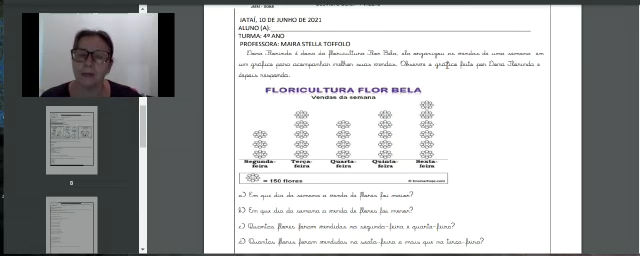 JATAÍ, 10 DE JUNHO DE 2021
ALUNO (A):
TURMA: 4º ANO
PROFESSORA: MAIRA STELLA TOFFOLO
Dona Florinda é dona da floricultura Flor Bela, ela organizou as vendas de uma semana em
um gráfico para acompanhar melhor suas vendas. Observe o gráfico feito por Dona Florinda e
depois responda.
FLORICULTURA FLOR BELA
Vendas da semana
Segunda-feira
Terça-feira
Quarta-feira
Quinta-feira
Sexta-feira
= 150 flores
a) Em que dia da semana a venda de flores foi maior?
b) Em que dia da semana a venda de flores foi menor?
c) Quantas flores foram vendidas na segunda-feira e quarta-feira?
d) Quantas flores foram vendidas na sexta-feira a mais que na terça-feira?